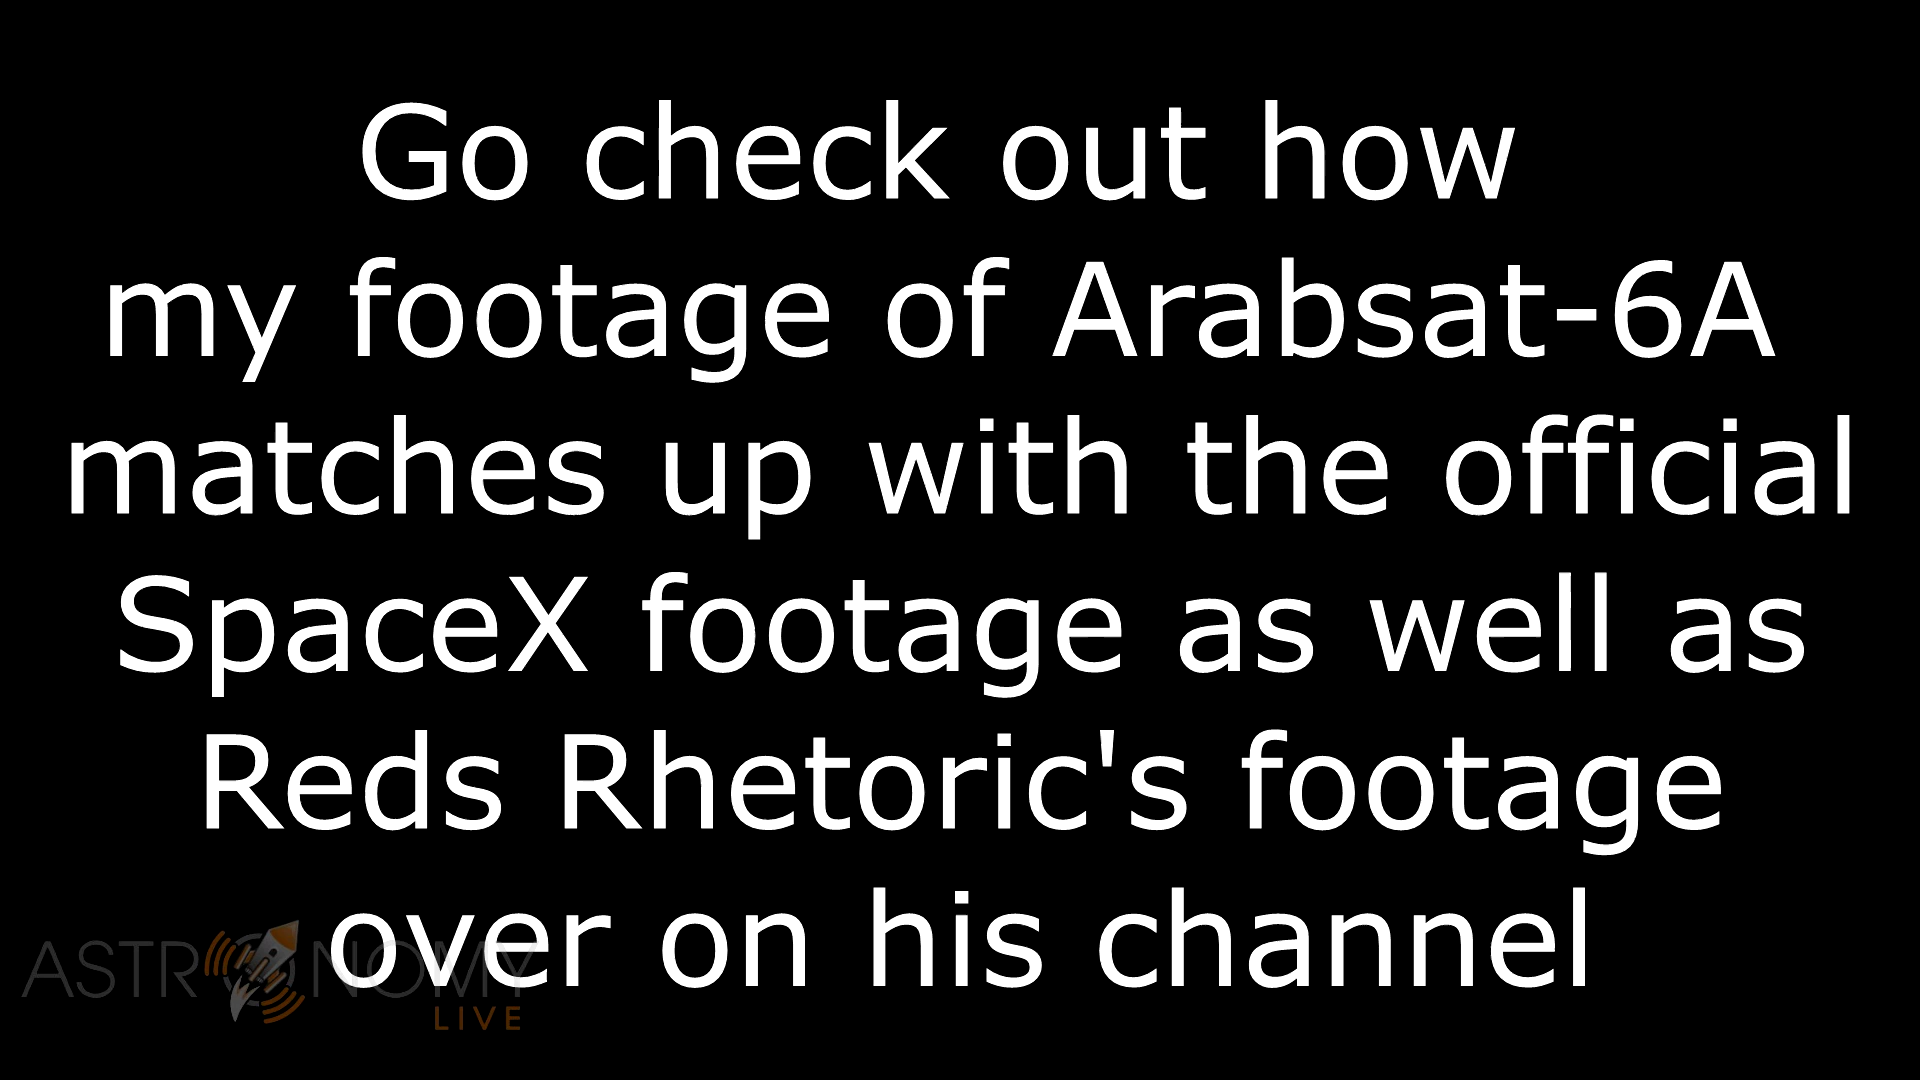 Go check out how
my footage of Arabsat-6A
matches up with the official
SpaceX footage as well as
Reds Rhetoric's footage
over on his channel
ASTRONOMY
LIVE